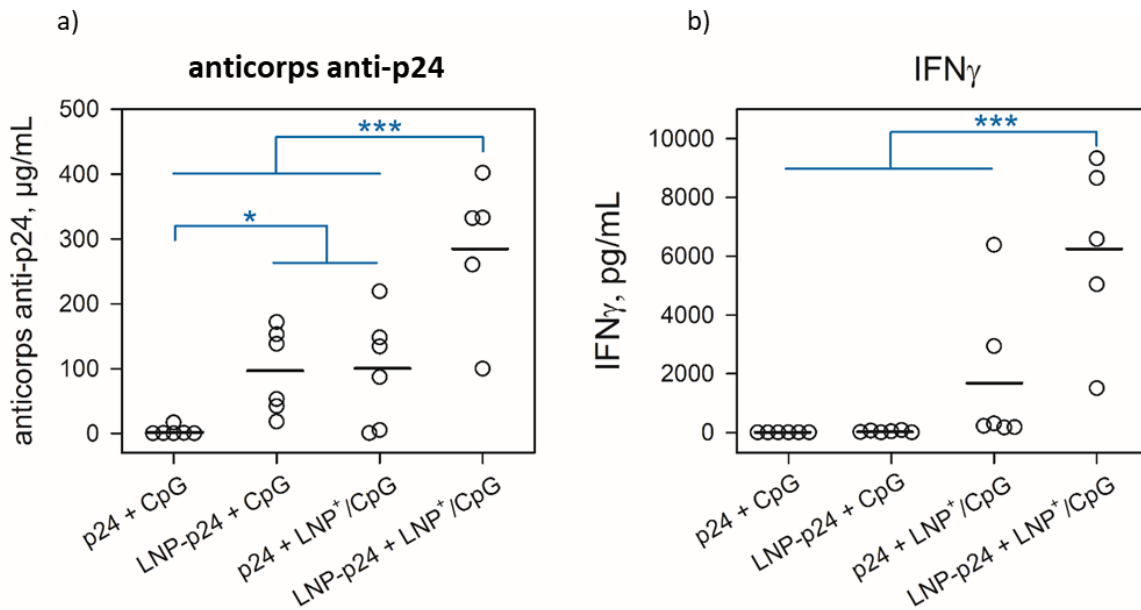 a)
anticorps anti-p24
anticorps anti-p24, µg/mL
500
400
300
200
100
0
***
*
p24 + CpG
LNP-p24 + CpG
p24 + LNP⁺/CpG
LNP-p24 + LNP⁺/CpG
b)
IFNγ
IFNγ, pg/mL
10000
8000
6000
4000
2000
0
***
p24 + CpG
LNP-p24 + CpG
p24 + LNP⁺/CpG
LNP-p24 + LNP⁺/CpG